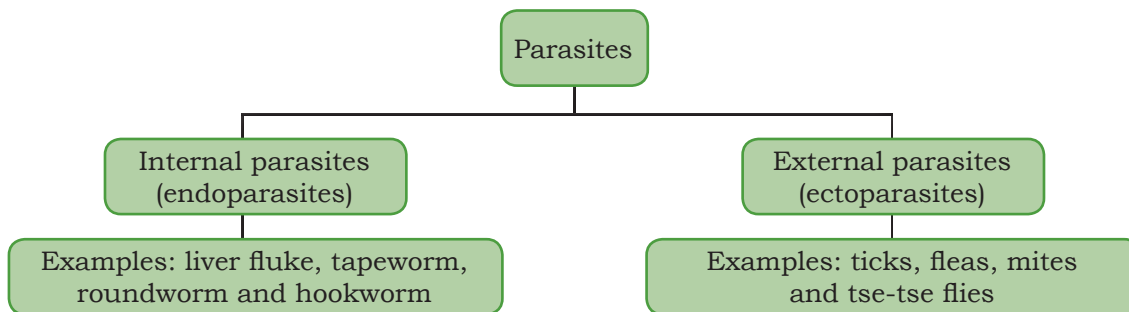 Parasites
Internal parasites
(endoparasites)
External parasites
(ectoparasites)
Examples: liver fluke, tapeworm,
roundworm and hookworm
Examples: ticks, fleas, mites
and tse-tse flies